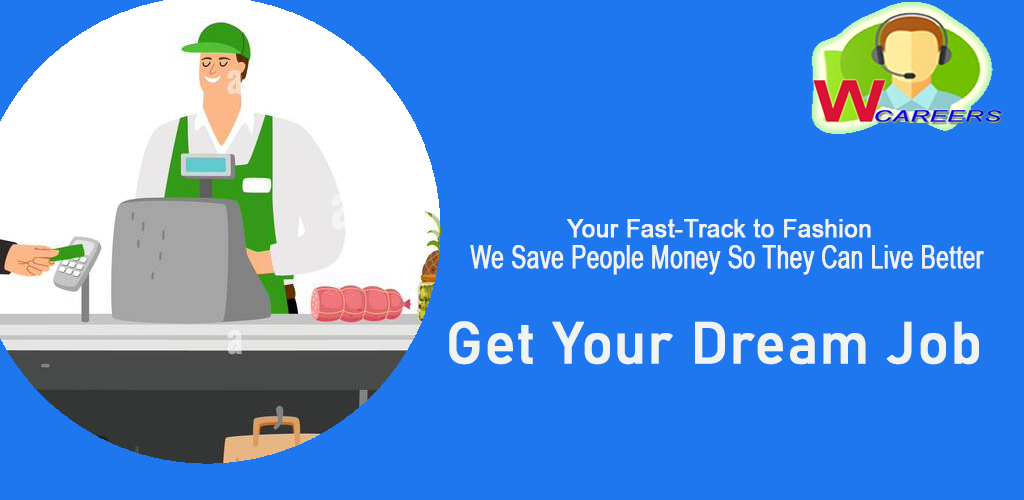 W
CAREERS
Your Fast-Track to Fashion
We Save People Money So They Can Live Better
Get Your Dream Job
a
a
a